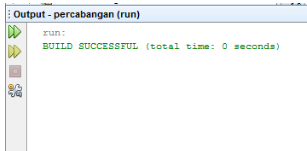 Output - percabangan (run)
run:
BUILD SUCCESSFUL (total time: 0 seconds)